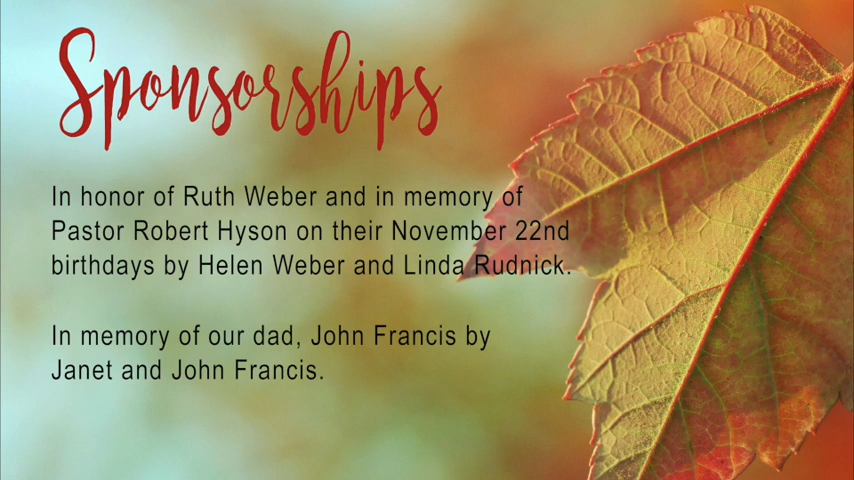 Sponsorships
In honor of Ruth Weber and in memory of
Pastor Robert Hyson on their November 22nd
birthdays by Helen Weber and Linda Rudnick.
In memory of our dad, John Francis by
Janet and John Francis.